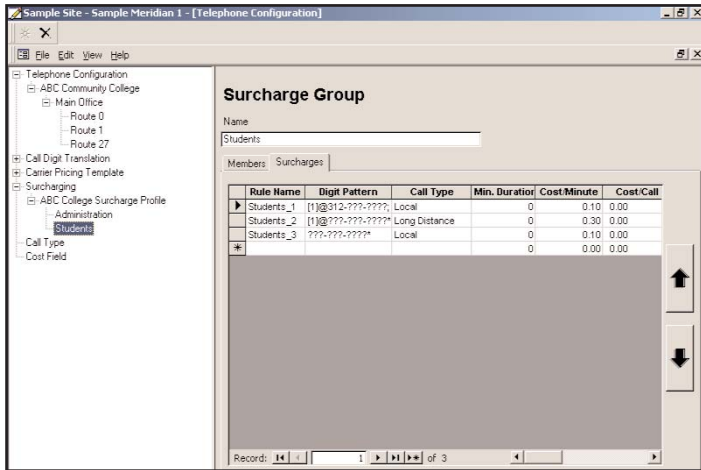 Sample Site - Sample Meridian 1 - [Telephone Configuration]
File Edit View Help
Telephone Configuration
ABC Community College
Main Office
Route 0
Route 1
Route 27
Call Digit Translation
Carrier Pricing Template
Surcharging
ABC College Surcharge Profile
Administration
Students
Call Type
Cost Field
Surcharge Group
Name
Students
Members Surcharges
Rule Name Digit Pattern Call Type Min. Duration Cost/Minute Cost/Call
Students_1 [1]@312-???-????; Local 0 0.10 0.00
Students_2 [1]@???-???-????* Long Distance 0 0.30 0.00
Students_3 ???-???-????* Local 0 0.10 0.00
0 0.00 0.00
Record: 1 of 3